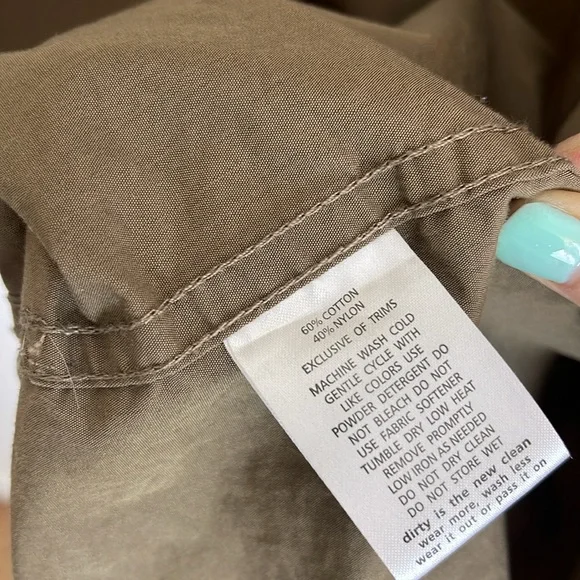 60% COTTON
40% NYLON
EXCLUSIVE OF TRIMS
MACHINE WASH COLD
GENTLE CYCLE WITH
LIKE COLORS USE
POWDER DETERGENT DO
NOT BLEACH DO NOT
USE FABRIC SOFTENER
TUMBLE DRY LOW HEAT
REMOVE PROMPTLY
LOW IRON AS NEEDED
DO NOT DRY CLEAN
DO NOT STORE WET
dirty is the new clean
wear more, wash less
wear it out or pass it on